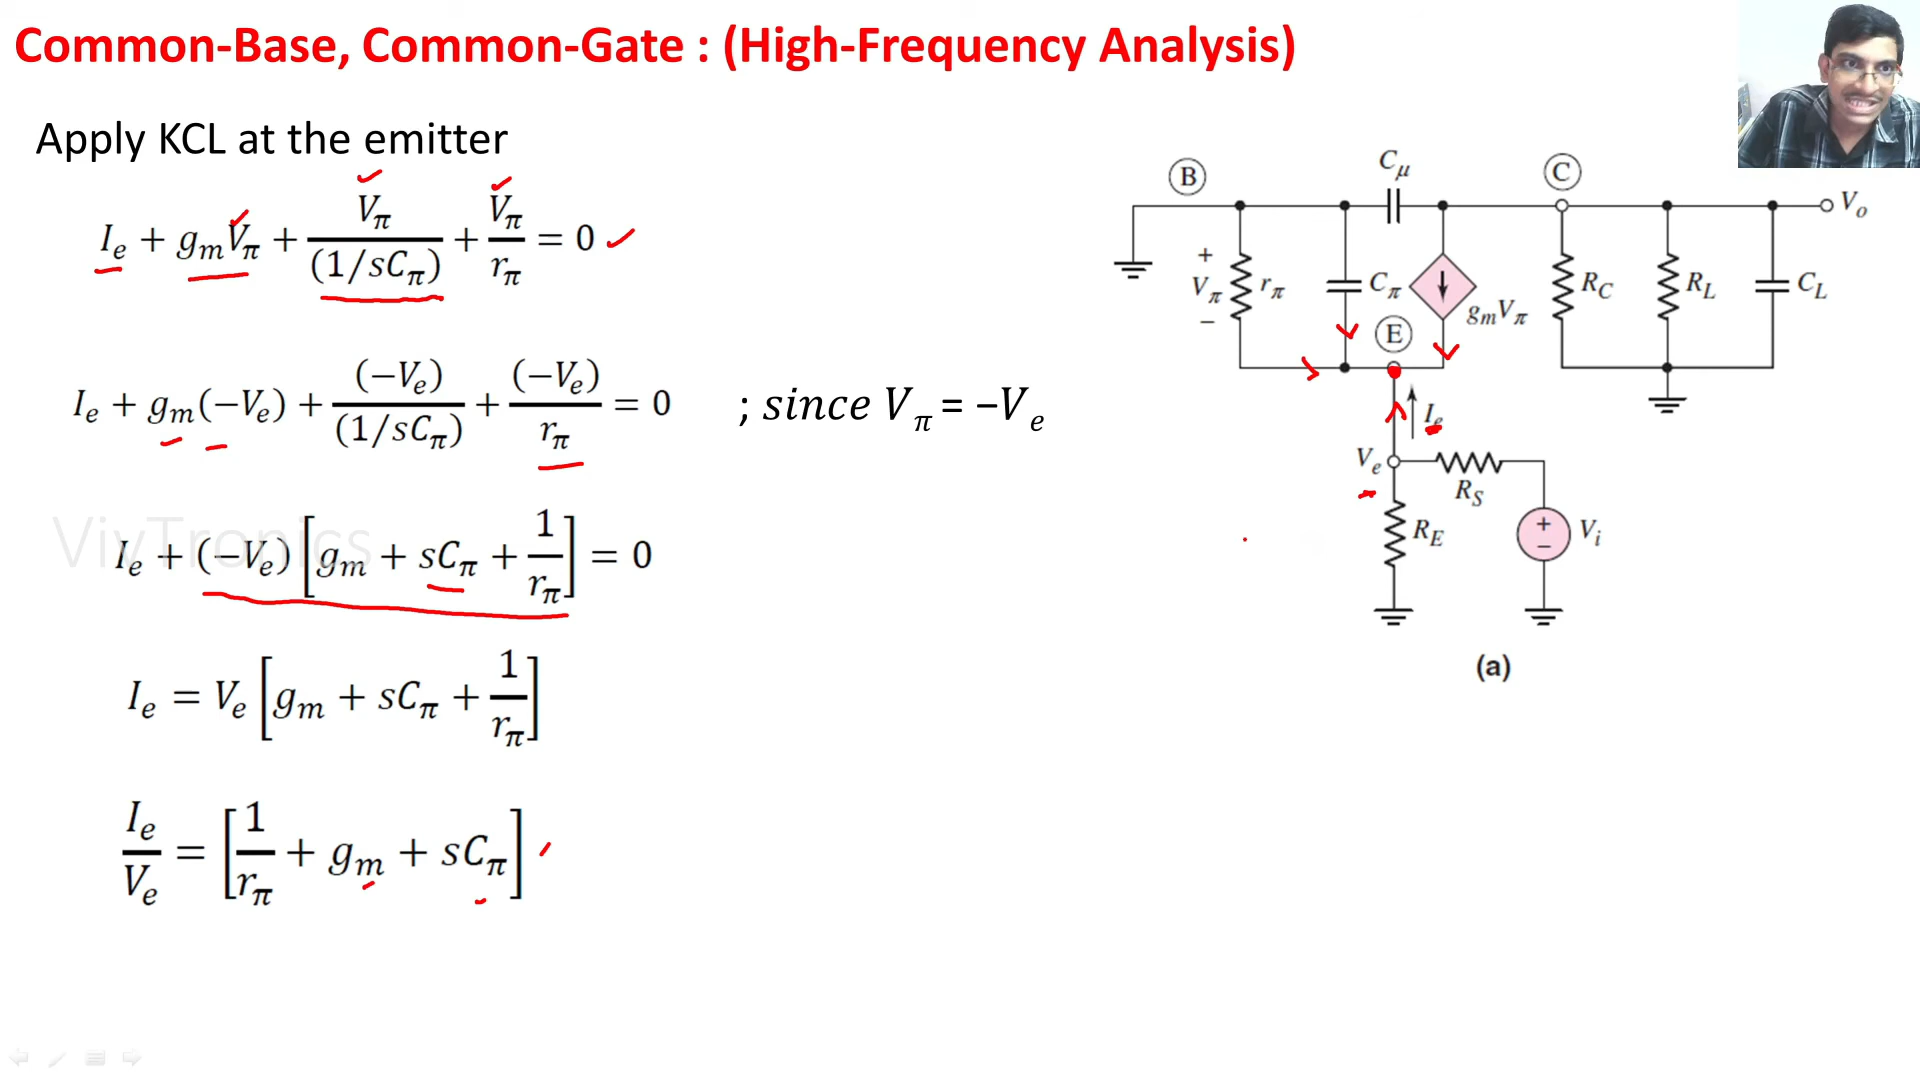 Common-Base, Common-Gate : (High-Frequency Analysis)
Apply KCL at the emitter
I_e + g_m V_π + V_π/(1/sC_π) + V_π/r_π = 0
I_e + g_m(−V_e) + (−V_e)/(1/sC_π) + (−V_e)/r_π = 0 ; since V_π = −V_e
VivTronics
I_e + (−V_e)[g_m + sC_π + 1/r_π] = 0
I_e = V_e[g_m + sC_π + 1/r_π]
I_e/V_e = [1/r_π + g_m + sC_π]
B
C_μ
C
V_o
+
V_π
−
r_π
C_π
g_mV_π
R_C
R_L
C_L
E
I_e
V_e
R_S
R_E
+
−
V_i
(a)